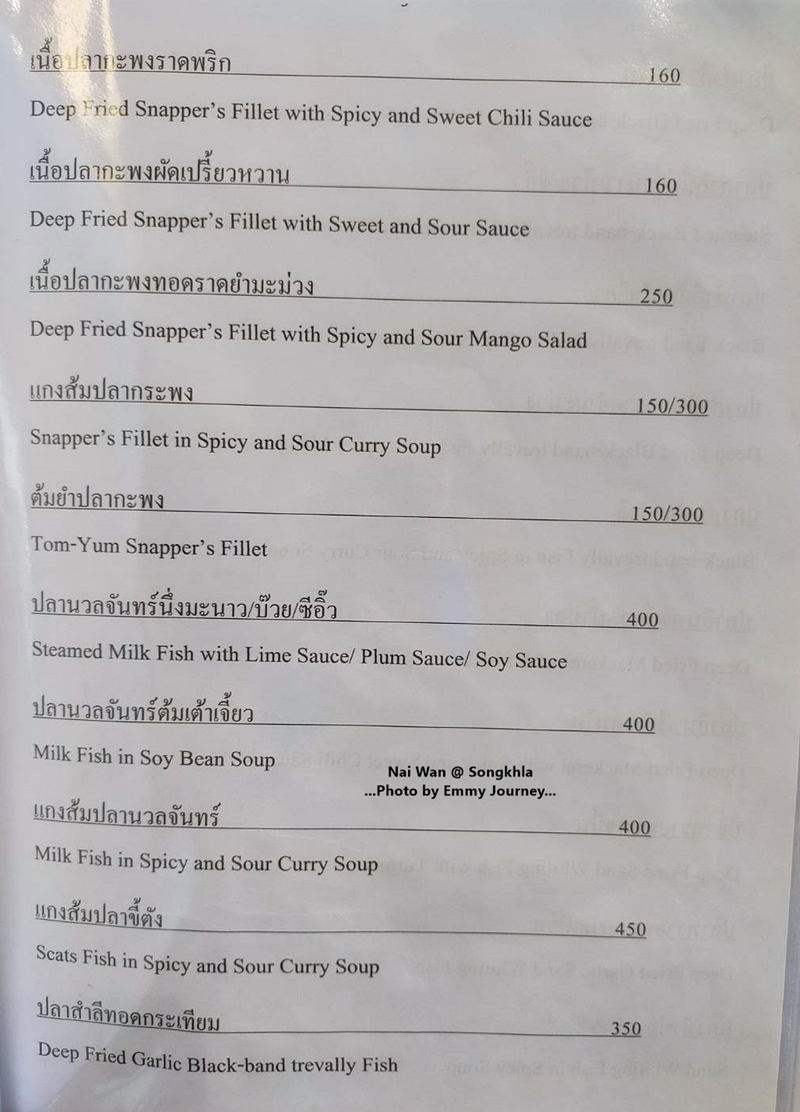 เนื้อปลากะพงราดพริก 160
Deep Fried Snapper's Fillet with Spicy and Sweet Chili Sauce
เนื้อปลากะพงผัดเปรี้ยวหวาน 160
Deep Fried Snapper's Fillet with Sweet and Sour Sauce
เนื้อปลากะพงทอดราดยำมะม่วง 250
Deep Fried Snapper's Fillet with Spicy and Sour Mango Salad
แกงส้มปลากระพง 150/300
Snapper's Fillet in Spicy and Sour Curry Soup
ต้มยำปลากะพง 150/300
Tom-Yum Snapper's Fillet
ปลานวลจันทร์นึ่งมะนาว/บ๊วย/ซีอิ๊ว 400
Steamed Milk Fish with Lime Sauce/ Plum Sauce/ Soy Sauce
ปลานวลจันทร์ต้มเต้าเจี้ยว 400
Milk Fish in Soy Bean Soup
Nai Wan @ Songkhla
...Photo by Emmy Journey...
แกงส้มปลานวลจันทร์ 400
Milk Fish in Spicy and Sour Curry Soup
แกงส้มปลาขี้ตัง 450
Scats Fish in Spicy and Sour Curry Soup
ปลาสำลีทอดกระเทียม 350
Deep Fried Garlic Black-band trevally Fish